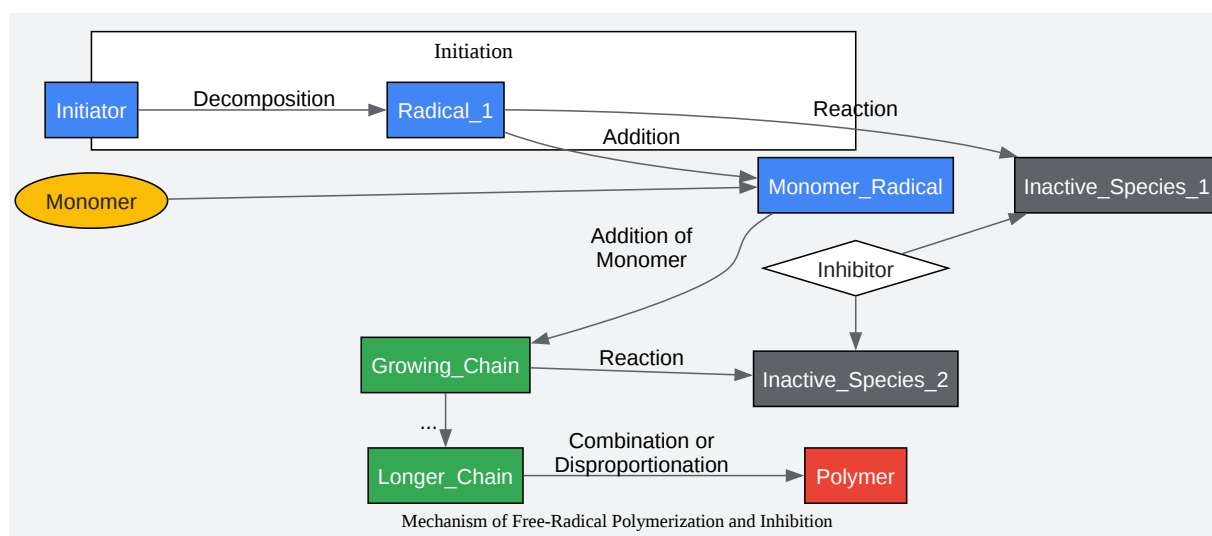 Initiation
Initiator
Decomposition
Radical_1
Reaction
Addition
Monomer
Monomer_Radical
Inactive_Species_1
Addition of
Monomer
Inhibitor
Growing_Chain
Reaction
Inactive_Species_2
...
Longer_Chain
Combination or
Disproportionation
Polymer
Mechanism of Free-Radical Polymerization and Inhibition